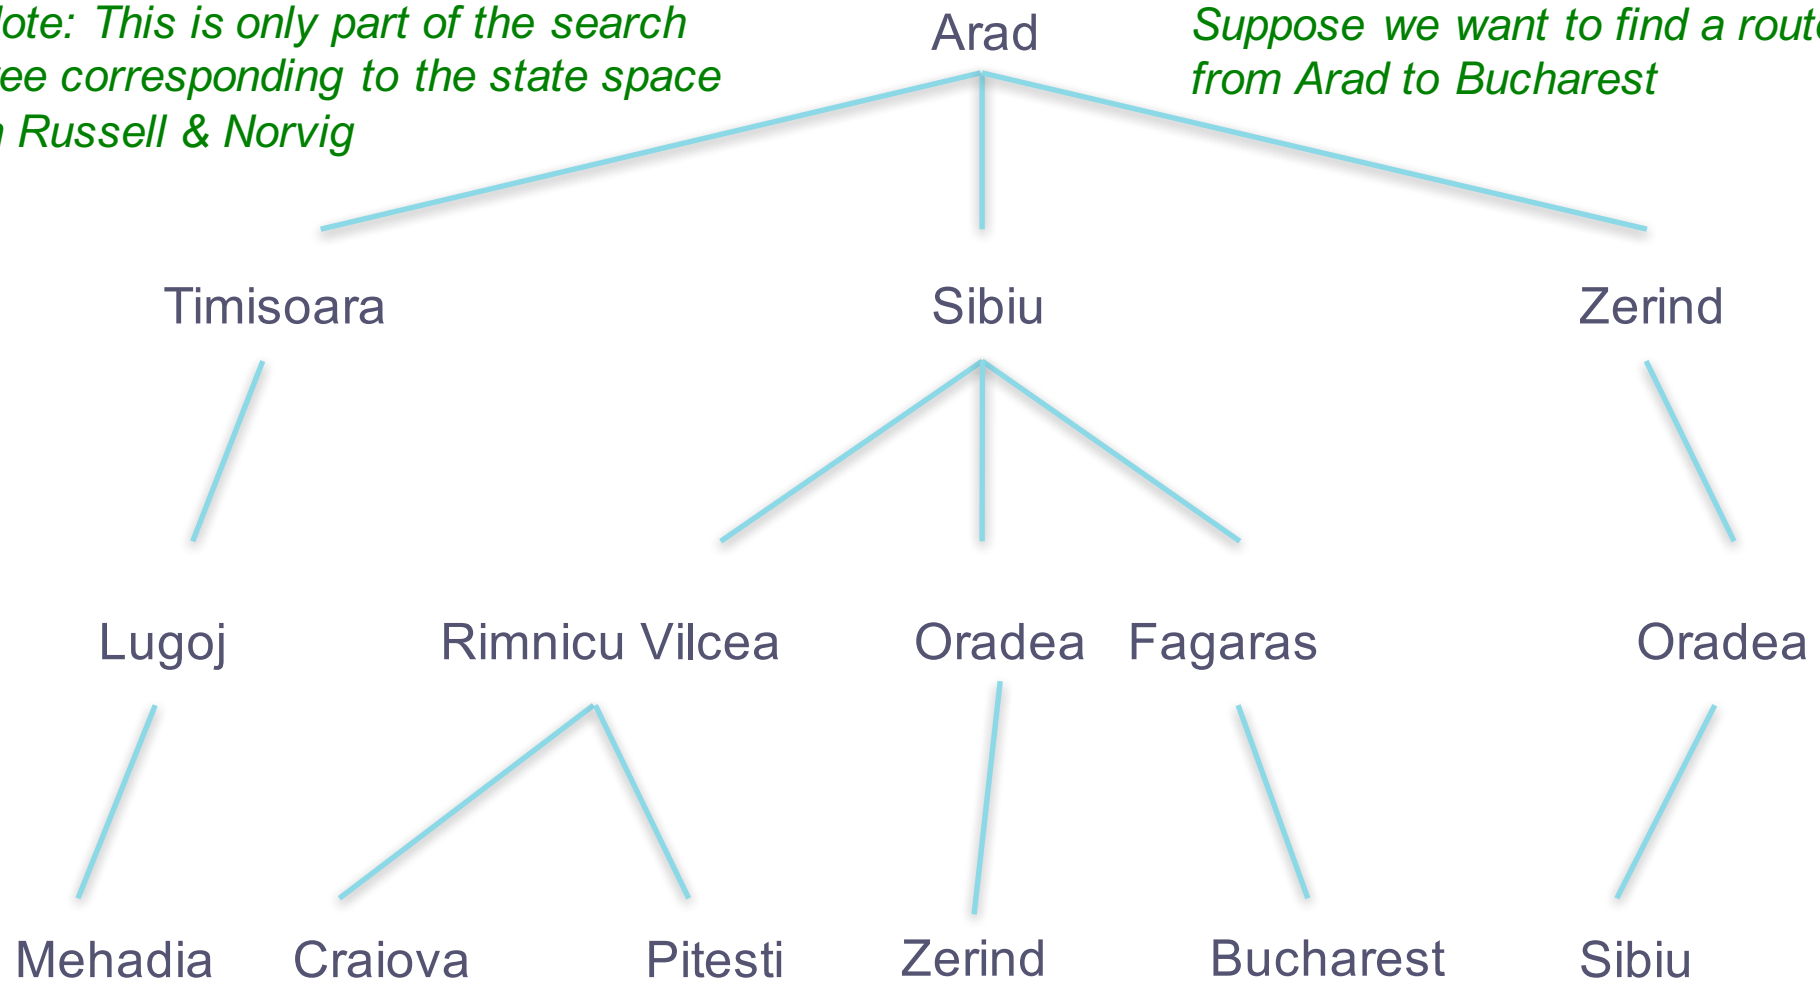 lote: This is only part of the search
ee corresponding to the state space
Russell & Norvig
Suppose we want to find a route
from Arad to Bucharest
Arad
Timisoara Sibiu Zerind
Lugoj Rimnicu Vilcea Oradea Fagaras Oradea
Mehadia Craiova Pitesti Zerind Bucharest Sibiu